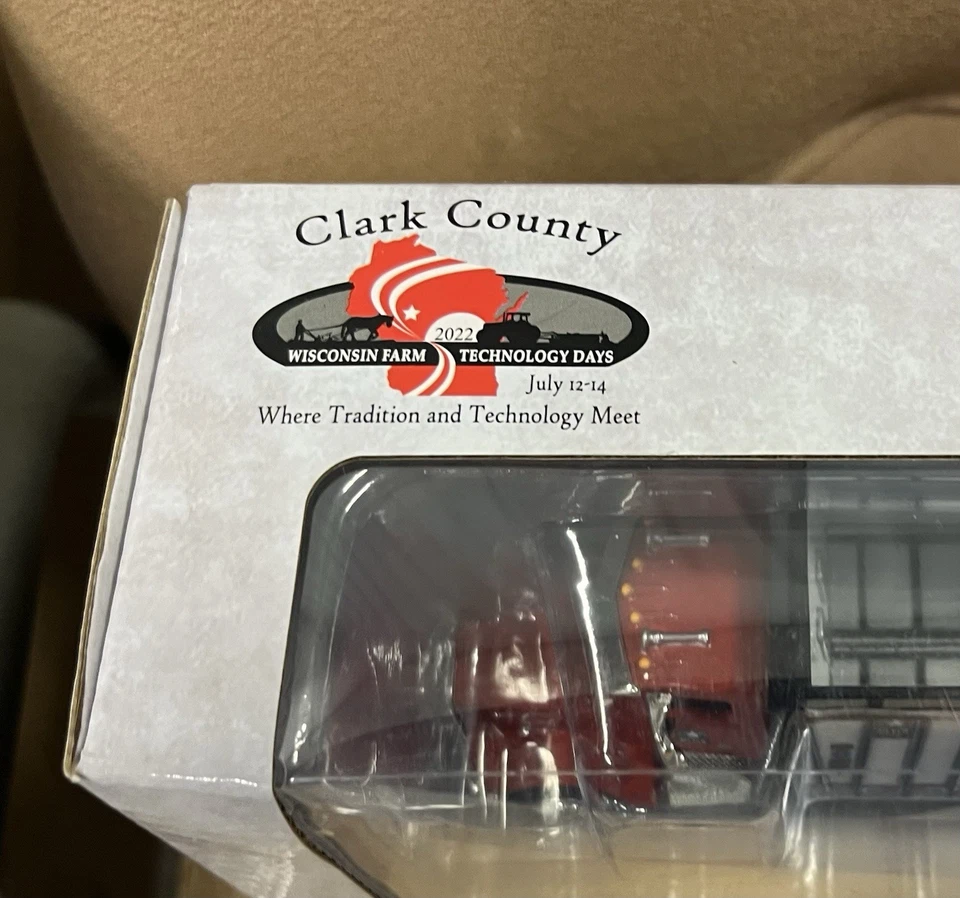 Clark County
2022
WISCONSIN FARM TECHNOLOGY DAYS
July 12-14
Where Tradition and Technology Meet